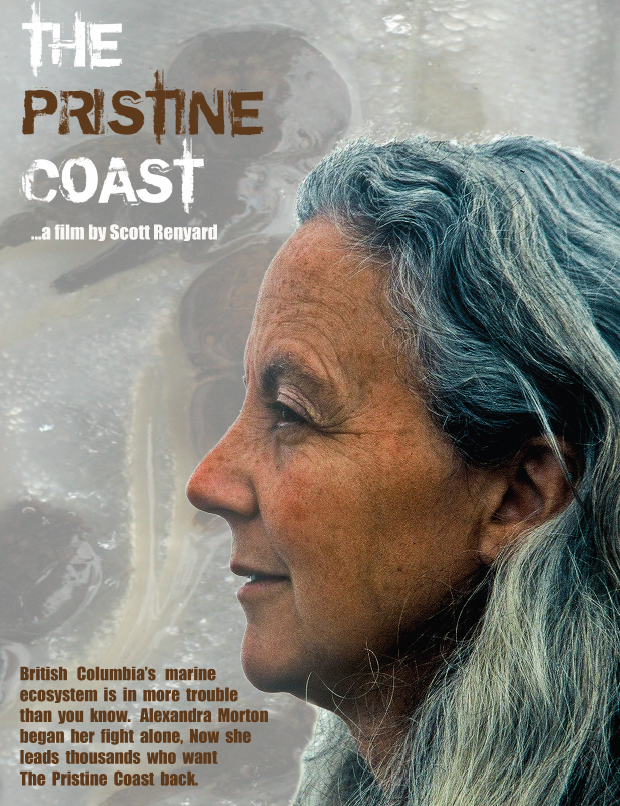 THE
PRISTINE
COAST
...a film by Scott Renyard
British Columbia's marine
ecosystem is in more trouble
than you know. Alexandra Morton
began her fight alone, Now she
leads thousands who want
The Pristine Coast back.